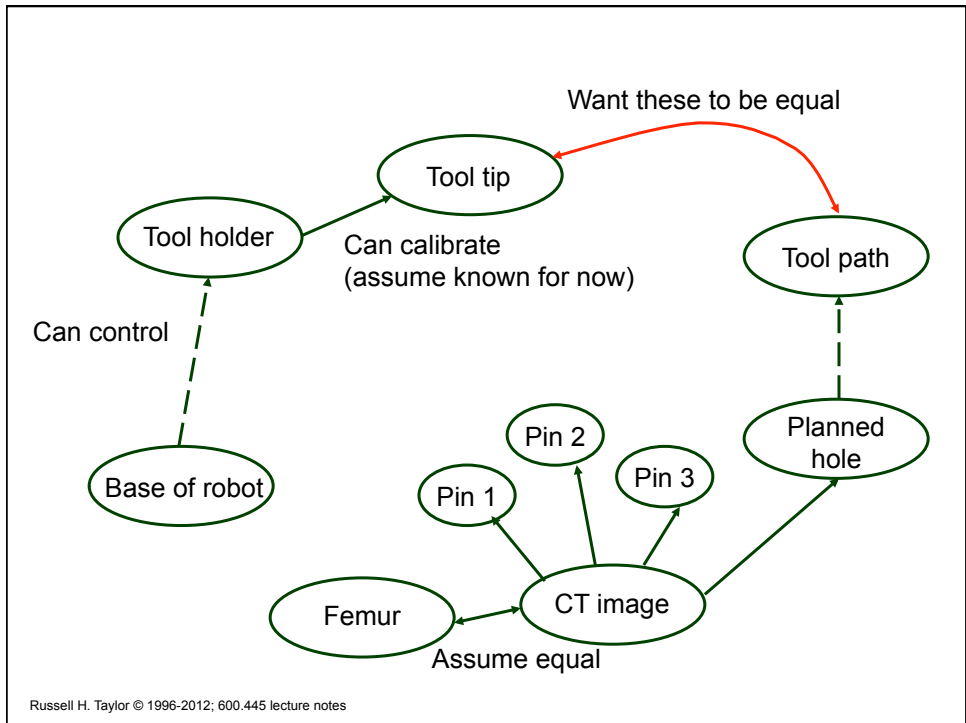 Want these to be equal
Tool tip
Tool holder
Can calibrate
(assume known for now)
Tool path
Can control
Planned
hole
Pin 2
Pin 3
Pin 1
Base of robot
CT image
Femur
Assume equal
Russell H. Taylor © 1996-2012; 600.445 lecture notes